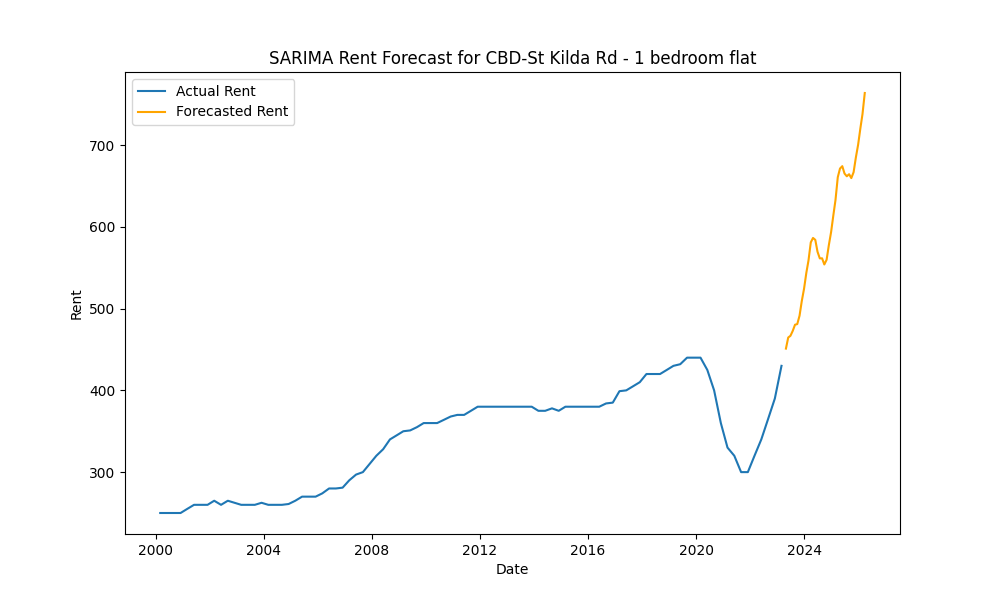 SARIMA Rent Forecast for CBD-St Kilda Rd - 1 bedroom flat
Actual Rent
Forecasted Rent
700
600
500
400
300
Rent
2000 2004 2008 2012 2016 2020 2024
Date